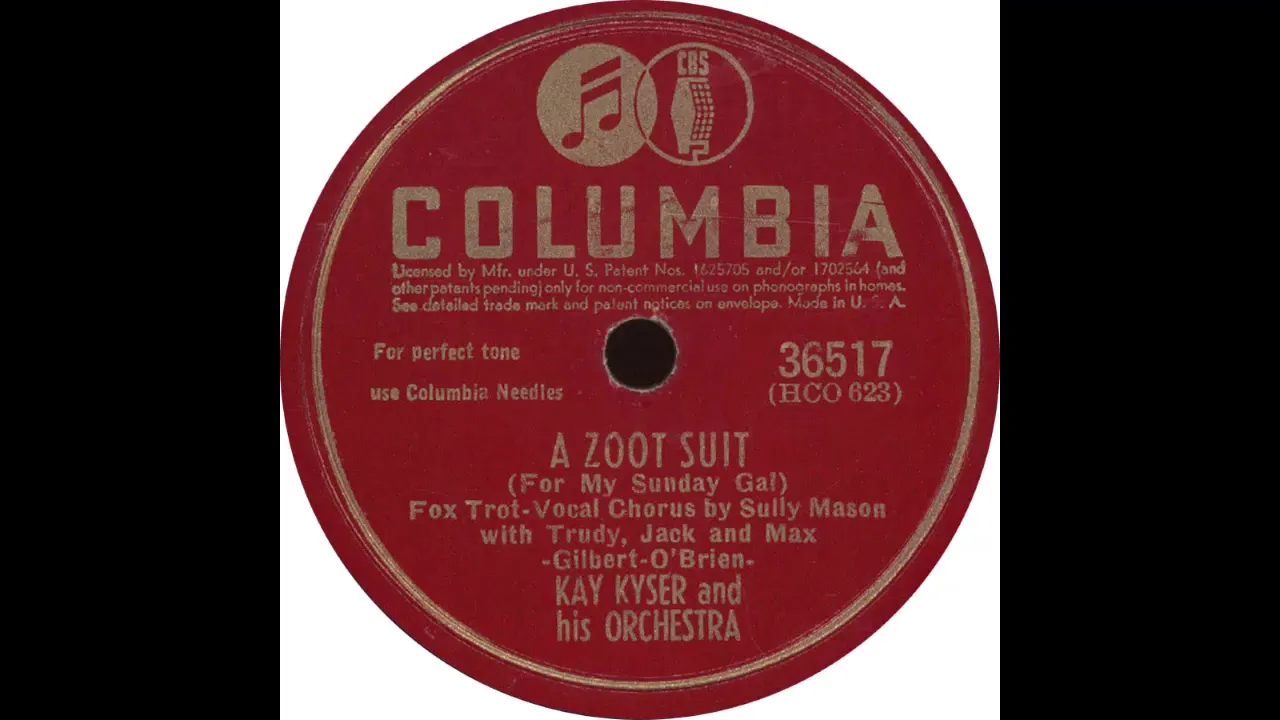 CBS
COLUMBIA
Licensed by Mfr. under U. S. Patent Nos. 1625705 and/or 1702564 (and
other patents pending) only for non-commercial use on phonographs in homes.
See detailed trade mark and patent notices on envelope. Made in U. S. A.
For perfect tone
use Columbia Needles
36517
(HCO 623)
A ZOOT SUIT
(For My Sunday Gal)
Fox Trot-Vocal Chorus by Sully Mason
with Trudy, Jack and Max
-Gilbert-O'Brien-
KAY KYSER and
his ORCHESTRA